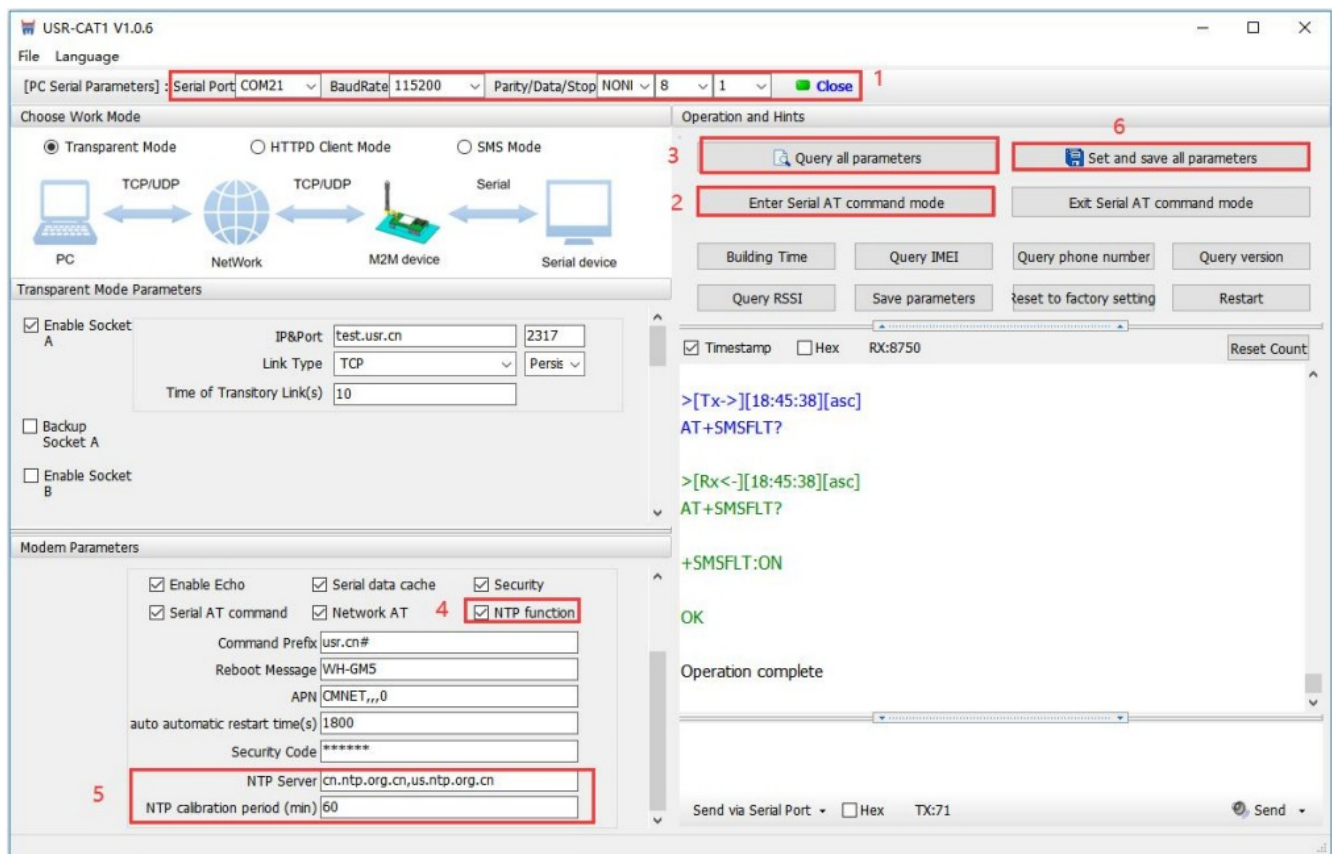 USR-CAT1 V1.0.6
File Language
[PC Serial Parameters] : Serial Port COM21 BaudRate 115200 Parity/Data/Stop NONI 8 1 Close 1
Choose Work Mode
Transparent Mode HTTPD Client Mode SMS Mode
TCP/UDP TCP/UDP Serial
PC NetWork M2M device Serial device
Transparent Mode Parameters
Enable Socket
A
IP&Port test.usr.cn 2317
Link Type TCP Persis
Time of Transitory Link(s) 10
Backup
Socket A
Enable Socket
B
Modem Parameters
Enable Echo Serial data cache Security
Serial AT command Network AT 4 NTP function
Command Prefix usr.cn#
Reboot Message WH-GM5
APN CMNET,,,0
auto automatic restart time(s) 1800
Security Code ******
NTP Server cn.ntp.org.cn,us.ntp.org.cn
5
NTP calibration period (min) 60
Operation and Hints
6
3 Query all parameters Set and save all parameters
2 Enter Serial AT command mode Exit Serial AT command mode
Building Time Query IMEI Query phone number Query version
Query RSSI Save parameters Reset to factory setting Restart
Timestamp Hex RX:8750 Reset Count
>[Tx->][18:45:38][asc]
AT+SMSFLT?
>[Rx<-][18:45:38][asc]
AT+SMSFLT?
+SMSFLT:ON
OK
Operation complete
Send via Serial Port Hex TX:71 Send